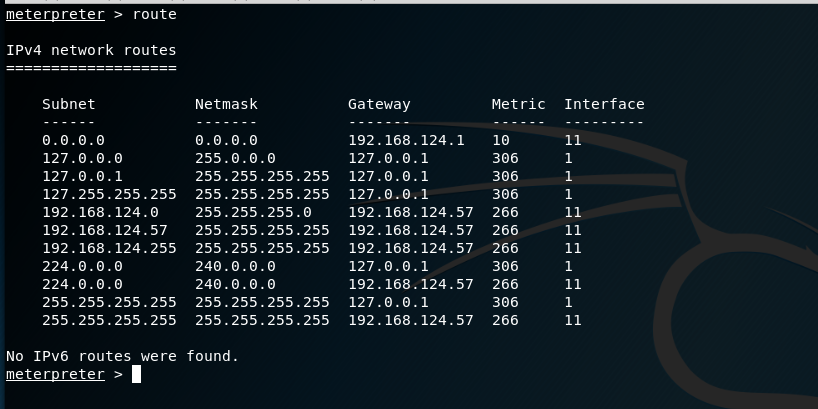 meterpreter > route
IPv4 network routes
===================
Subnet Netmask Gateway Metric Interface
------ ------- ------- ------ ---------
0.0.0.0 0.0.0.0 192.168.124.1 10 11
127.0.0.0 255.0.0.0 127.0.0.1 306 1
127.0.0.1 255.255.255.255 127.0.0.1 306 1
127.255.255.255 255.255.255.255 127.0.0.1 306 1
192.168.124.0 255.255.255.0 192.168.124.57 266 11
192.168.124.57 255.255.255.255 192.168.124.57 266 11
192.168.124.255 255.255.255.255 192.168.124.57 266 11
224.0.0.0 240.0.0.0 127.0.0.1 306 1
224.0.0.0 240.0.0.0 192.168.124.57 266 11
255.255.255.255 255.255.255.255 127.0.0.1 306 1
255.255.255.255 255.255.255.255 192.168.124.57 266 11
No IPv6 routes were found.
meterpreter >